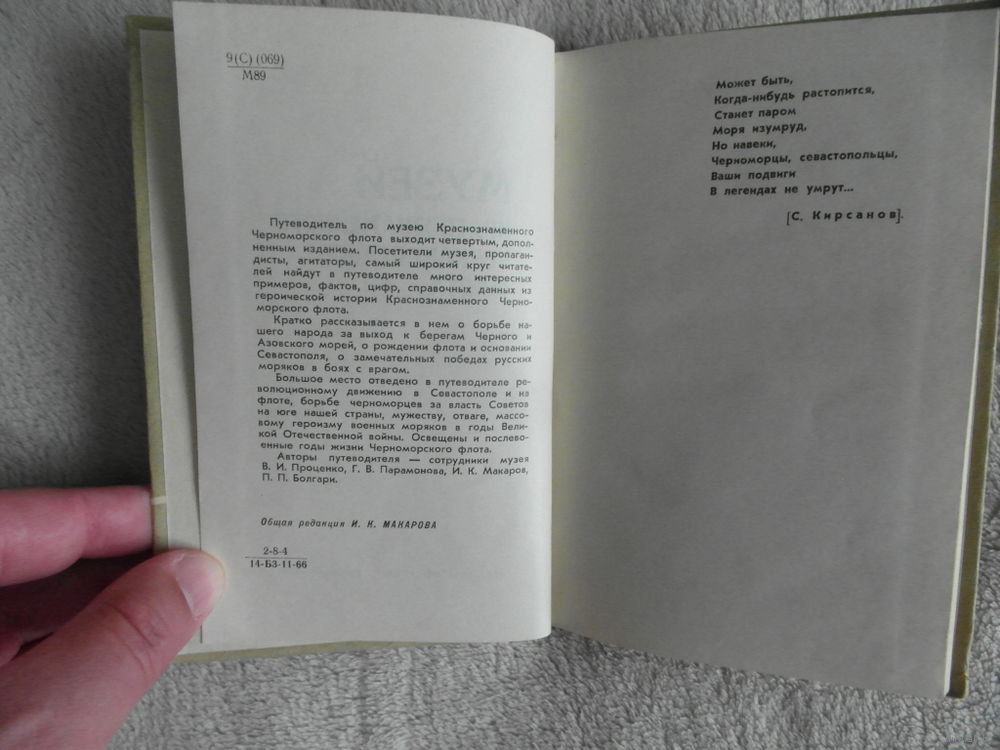 9(С) (069)
М89
Путеводитель по музею Краснознаменного
Черноморского флота выходит четвертым, допол-
ненным изданием. Посетители музея, пропаган-
дисты, агитаторы, самый широкий круг читате-
лей найдут в путеводителе много интересных
примеров, фактов, цифр, справочных данных из
героической истории Краснознаменного Черно-
морского флота.
Кратко рассказывается в нем о борьбе на-
шего народа за выход к берегам Черного и
Азовского морей, о рождении флота и основании
Севастополя, о замечательных победах русских
моряков в боях с врагом.
Большое место отведено в путеводителе ре-
волюционному движению в Севастополе и на
флоте, борьбе черноморцев за власть Советов
на юге нашей страны, мужеству, отваге, массо-
вому героизму военных моряков в годы Вели-
кой Отечественной войны. Освещены и послево-
енные годы жизни Черноморского флота.
Авторы путеводителя — сотрудники музея
В. И. Проценко, Г. В. Парамонова, И. К. Макаров,
П. П. Болгари.
Общая редакция И. К. МАКАРОВА
2-8-4
14-БЗ-11-66
Может быть,
Когда-нибудь растопится,
Станет паром
Моря изумруд,
Но навеки,
Черноморцы, севастопольцы,
Ваши подвиги
В легендах не умрут...
[С. Кирсанов].